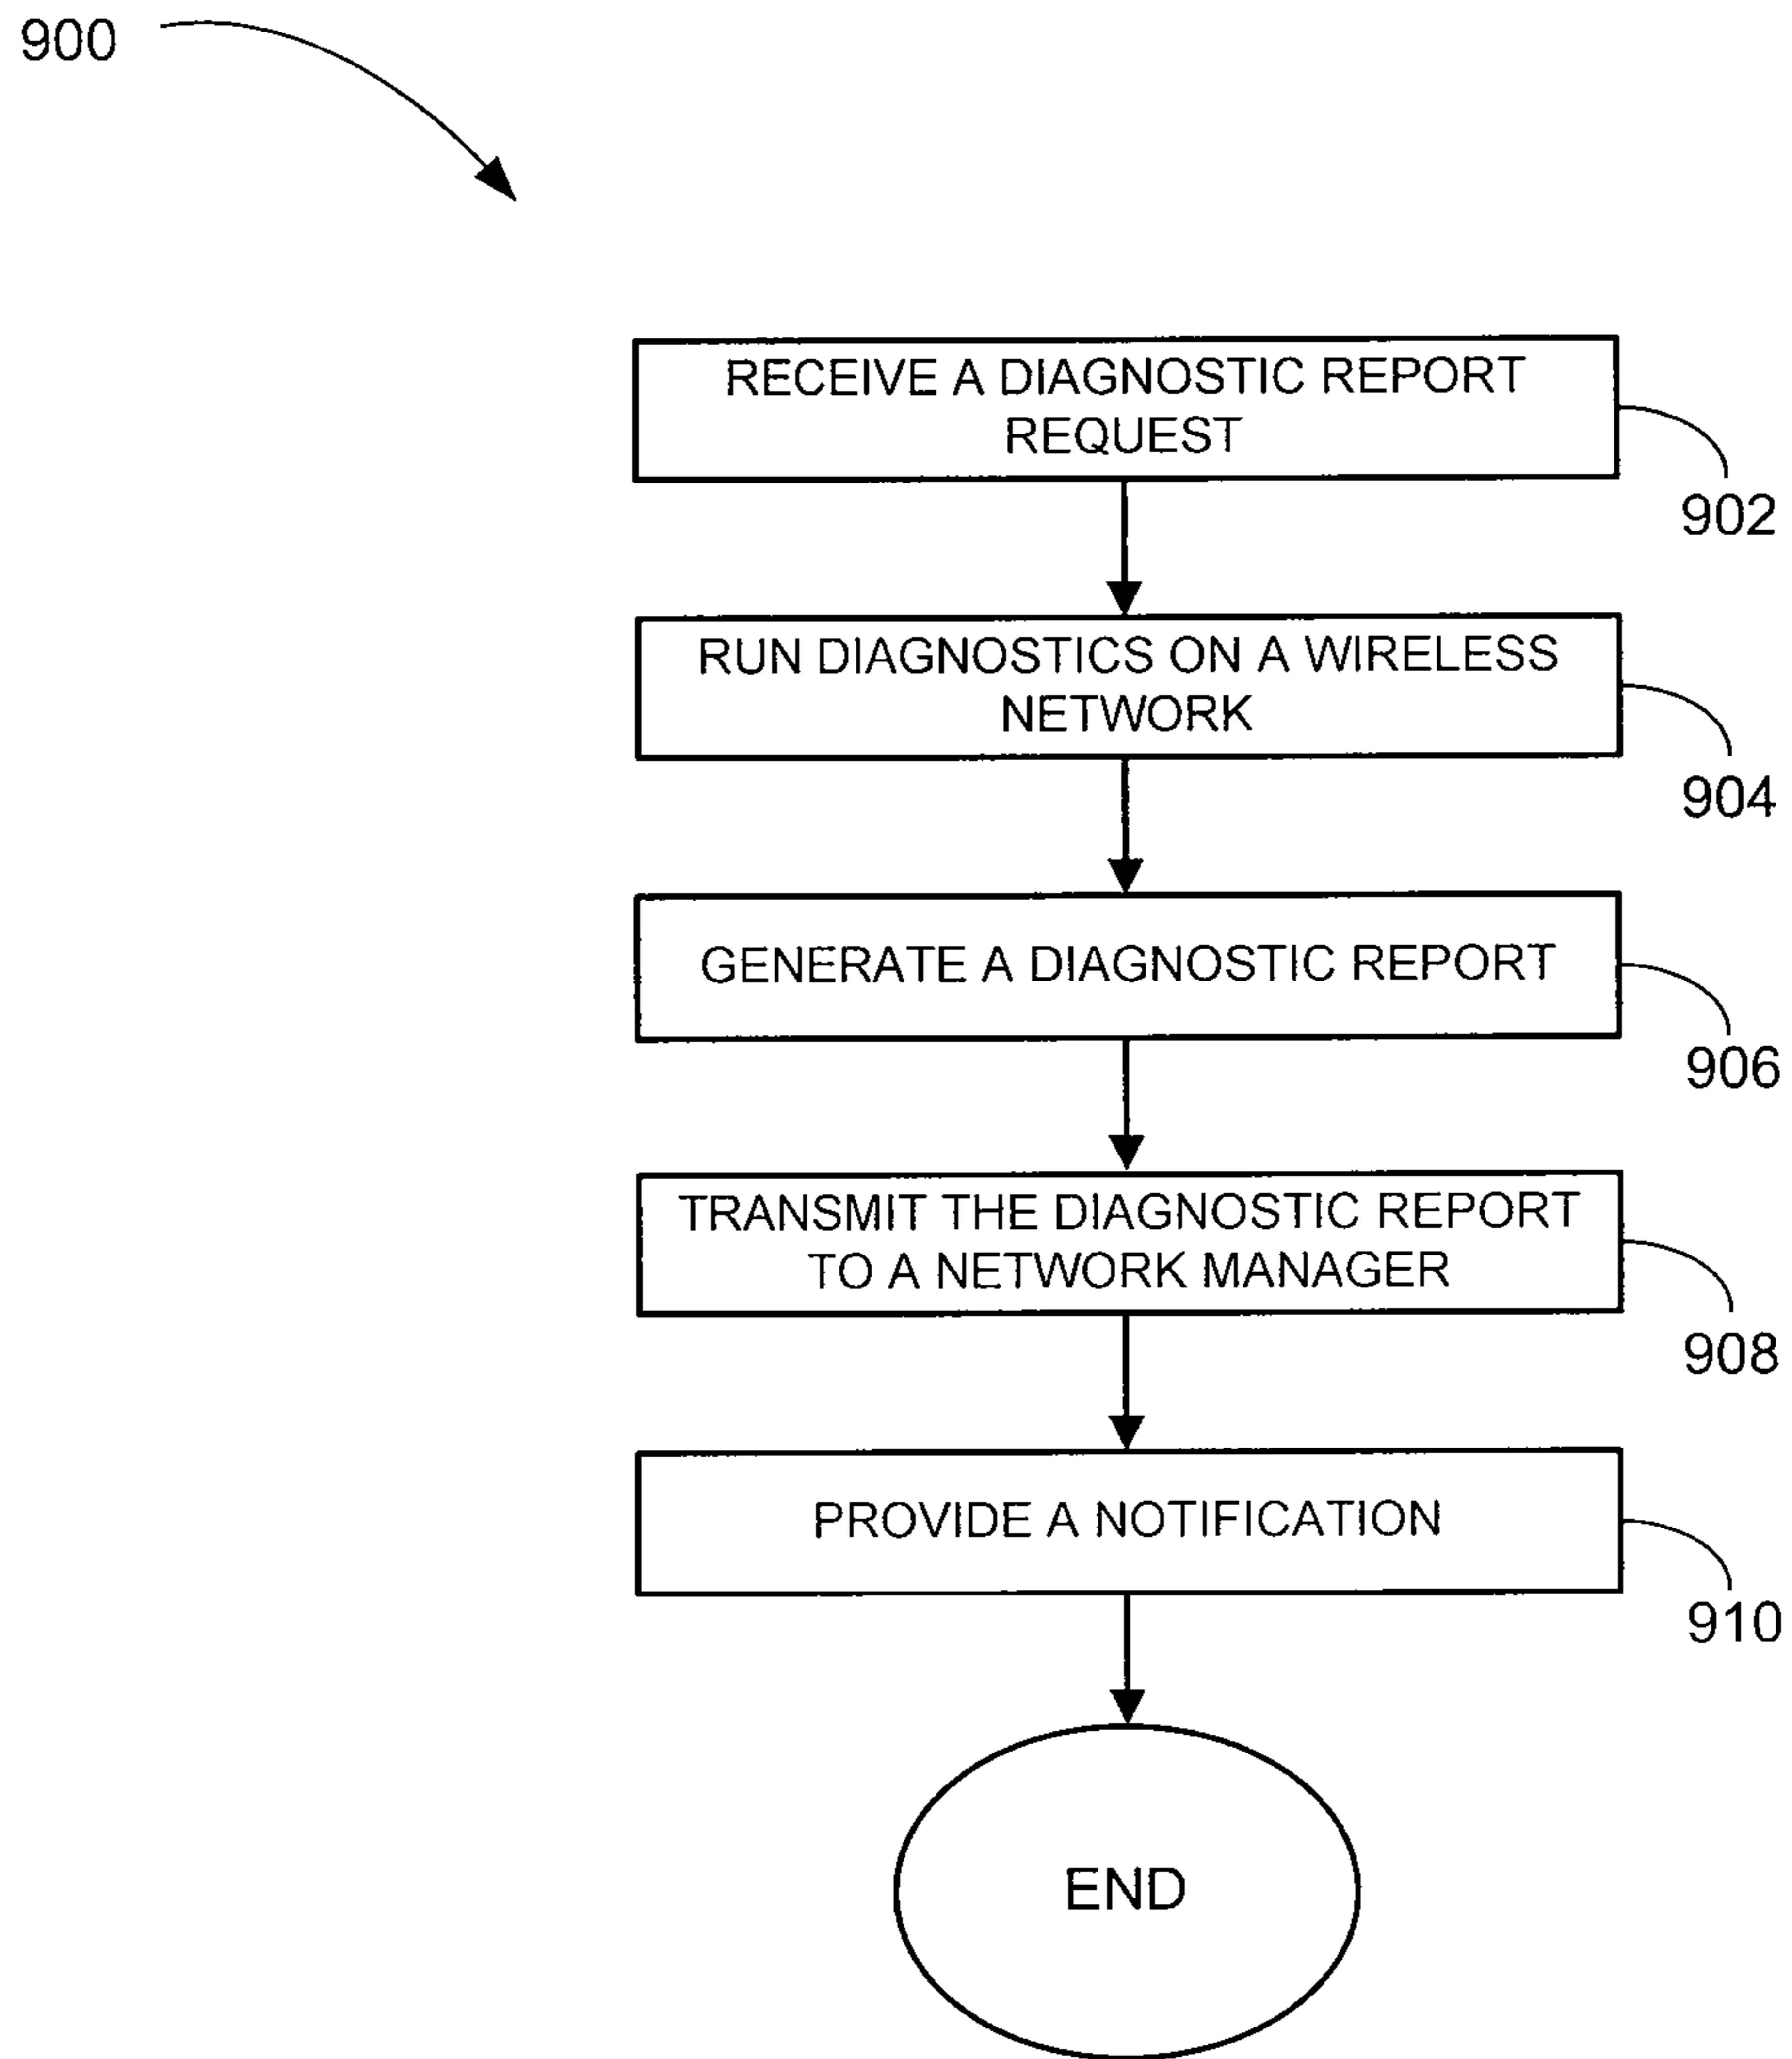 900
RECEIVE A DIAGNOSTIC REPORT
REQUEST
902
RUN DIAGNOSTICS ON A WIRELESS
NETWORK
904
GENERATE A DIAGNOSTIC REPORT
906
TRANSMIT THE DIAGNOSTIC REPORT
TO A NETWORK MANAGER
908
PROVIDE A NOTIFICATION
910
END